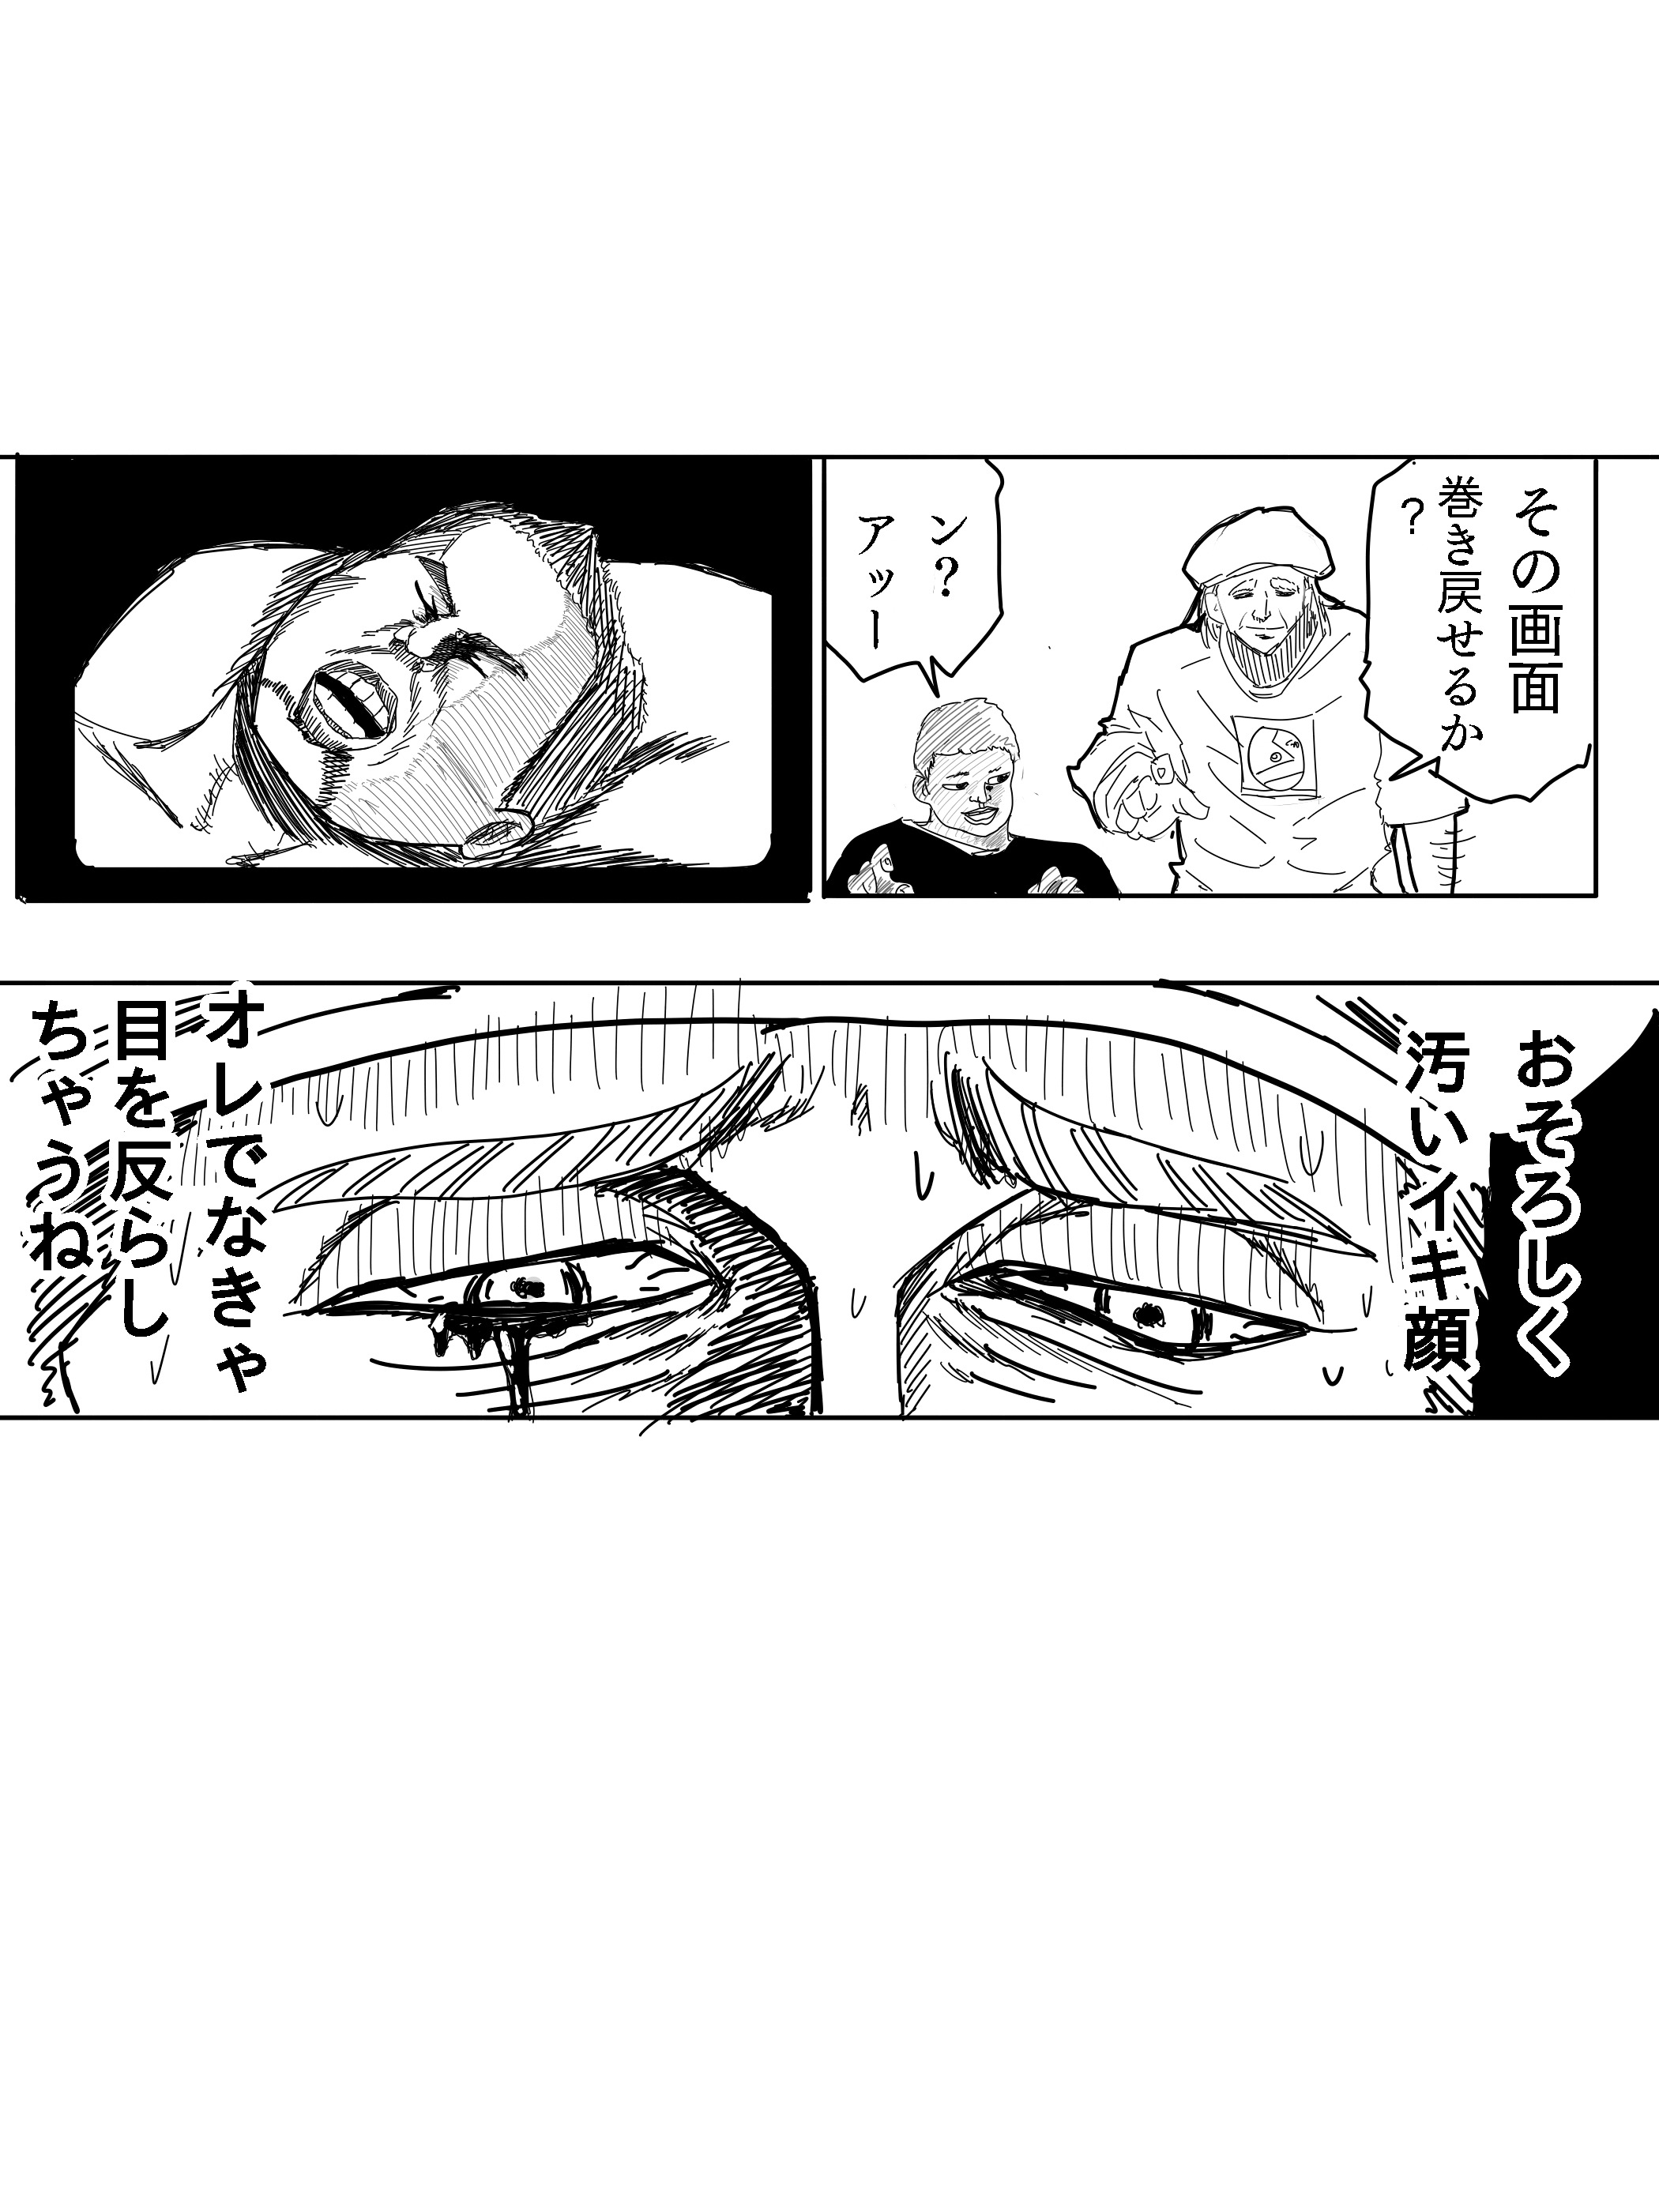 その画面
巻き戻せるか
？
ン？
アッー
おそろしく
汚いイキ顔
オレでなきゃ
目を反らし
ちゃうね